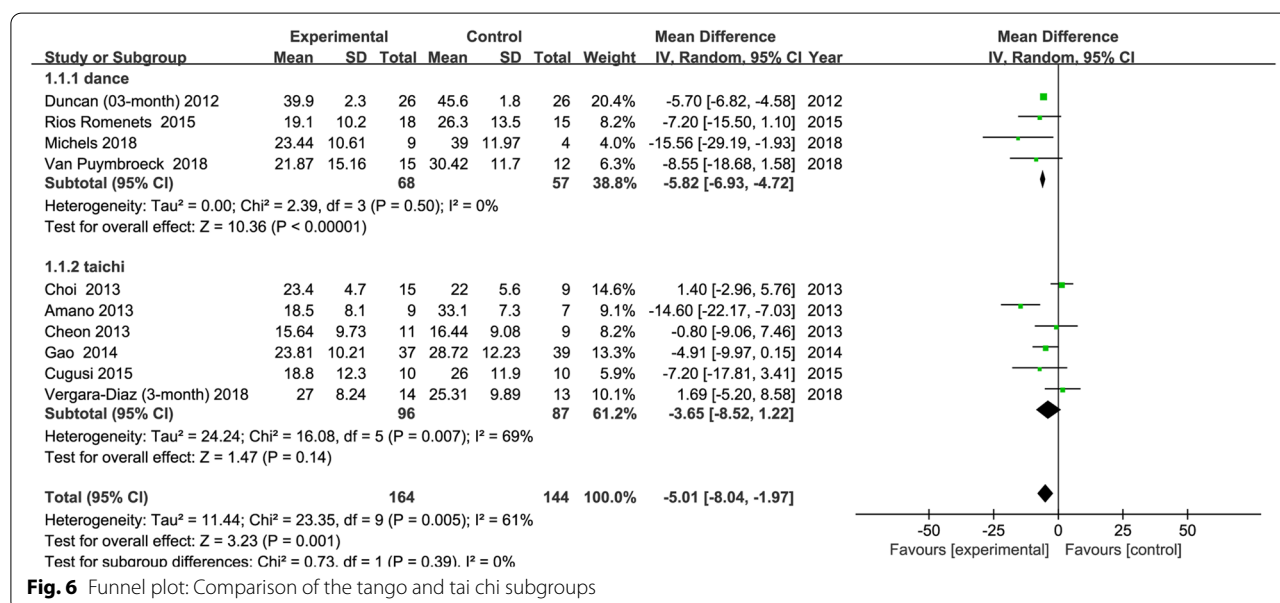 Experimental Control Mean Difference Mean Difference
Study or Subgroup Mean SD Total Mean SD Total Weight IV, Random, 95% CI Year IV, Random, 95% CI
1.1.1 dance
Duncan (03-month) 2012 39.9 2.3 26 45.6 1.8 26 20.4% -5.70 [-6.82, -4.58] 2012
Rios Romenets 2015 19.1 10.2 18 26.3 13.5 15 8.2% -7.20 [-15.50, 1.10] 2015
Michels 2018 23.44 10.61 9 39 11.97 4 4.0% -15.56 [-29.19, -1.93] 2018
Van Puymbroeck 2018 21.87 15.16 15 30.42 11.7 12 6.3% -8.55 [-18.68, 1.58] 2018
Subtotal (95% CI) 68 57 38.8% -5.82 [-6.93, -4.72]
Heterogeneity: Tau² = 0.00; Chi² = 2.39, df = 3 (P = 0.50); I² = 0%
Test for overall effect: Z = 10.36 (P < 0.00001)
1.1.2 taichi
Choi 2013 23.4 4.7 15 22 5.6 9 14.6% 1.40 [-2.96, 5.76] 2013
Amano 2013 18.5 8.1 9 33.1 7.3 7 9.1% -14.60 [-22.17, -7.03] 2013
Cheon 2013 15.64 9.73 11 16.44 9.08 9 8.2% -0.80 [-9.06, 7.46] 2013
Gao 2014 23.81 10.21 37 28.72 12.23 39 13.3% -4.91 [-9.97, 0.15] 2014
Cugusi 2015 18.8 12.3 10 26 11.9 10 5.9% -7.20 [-17.81, 3.41] 2015
Vergara-Diaz (3-month) 2018 27 8.24 14 25.31 9.89 13 10.1% 1.69 [-5.20, 8.58] 2018
Subtotal (95% CI) 96 87 61.2% -3.65 [-8.52, 1.22]
Heterogeneity: Tau² = 24.24; Chi² = 16.08, df = 5 (P = 0.007); I² = 69%
Test for overall effect: Z = 1.47 (P = 0.14)
Total (95% CI) 164 144 100.0% -5.01 [-8.04, -1.97]
Heterogeneity: Tau² = 11.44; Chi² = 23.35, df = 9 (P = 0.005); I² = 61%
Test for overall effect: Z = 3.23 (P = 0.001)
Test for subgroup differences: Chi² = 0.73, df = 1 (P = 0.39), I² = 0%
-50 -25 0 25 50
Favours [experimental] Favours [control]
Fig. 6 Funnel plot: Comparison of the tango and tai chi subgroups